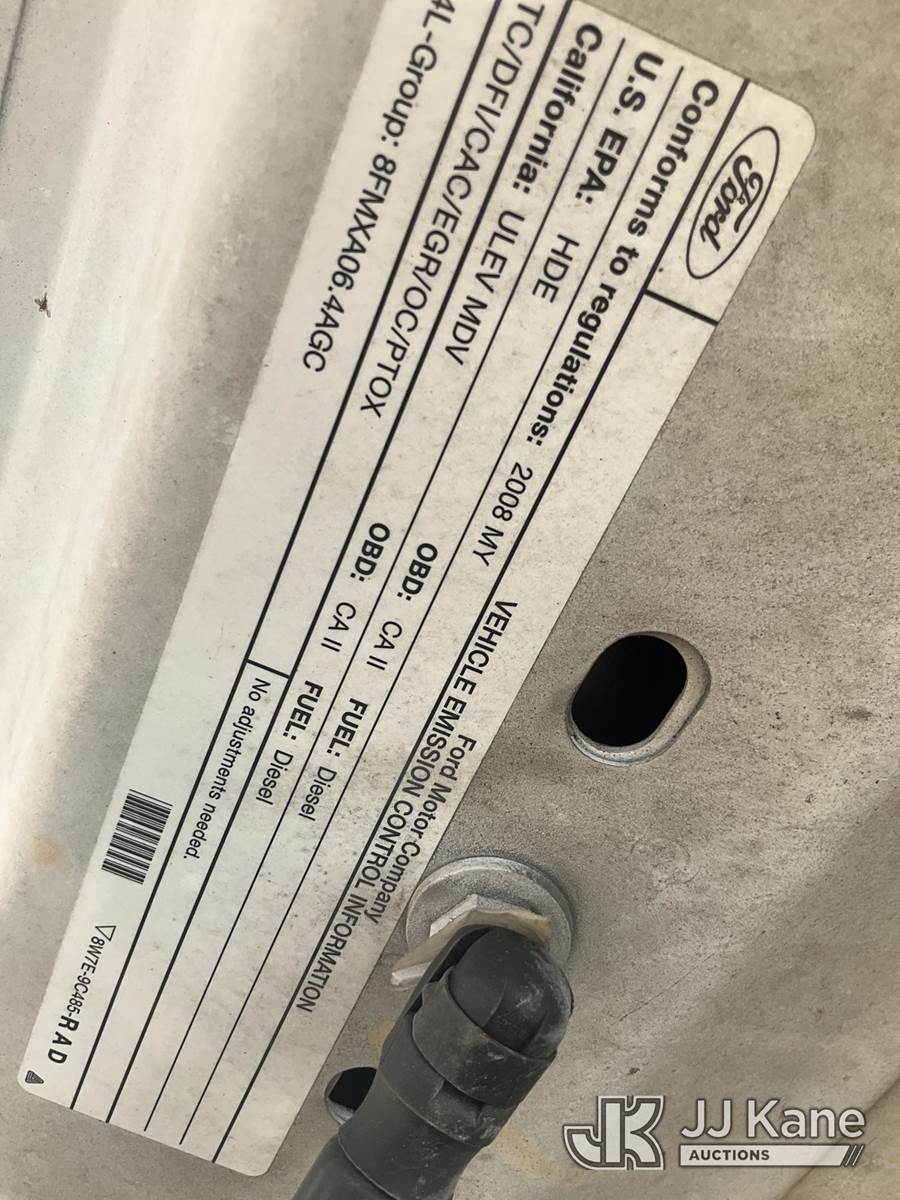 Ford
Ford Motor Company
VEHICLE EMISSION CONTROL INFORMATION
Conforms to regulations: 2008 MY
U.S. EPA: HDE OBD: CA II FUEL: Diesel
California: ULEV MDV OBD: CA II FUEL: Diesel
TC/DFI/CAC/EGR/OC/PTOX No adjustments needed.
4L-Group: 8FMXA06.4AGC
8W7E-9C485-RAD
JK JJ Kane
AUCTIONS